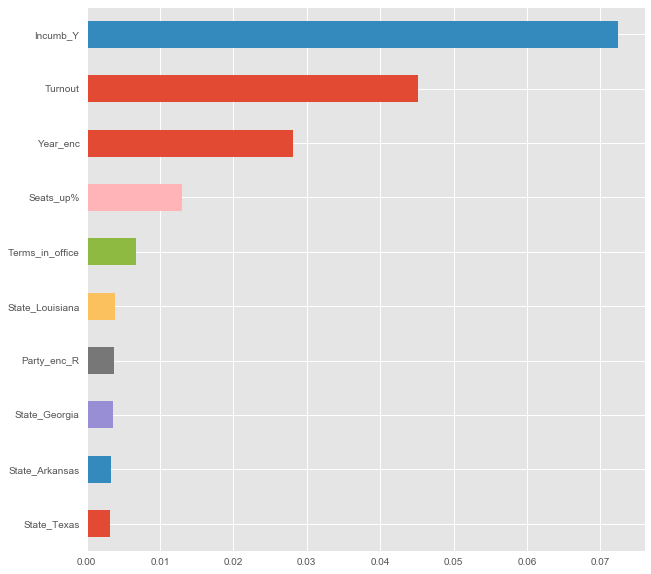 Incumb_Y
Turnout
Year_enc
Seats_up%
Terms_in_office
State_Louisiana
Party_enc_R
State_Georgia
State_Arkansas
State_Texas
0.00 0.01 0.02 0.03 0.04 0.05 0.06 0.07